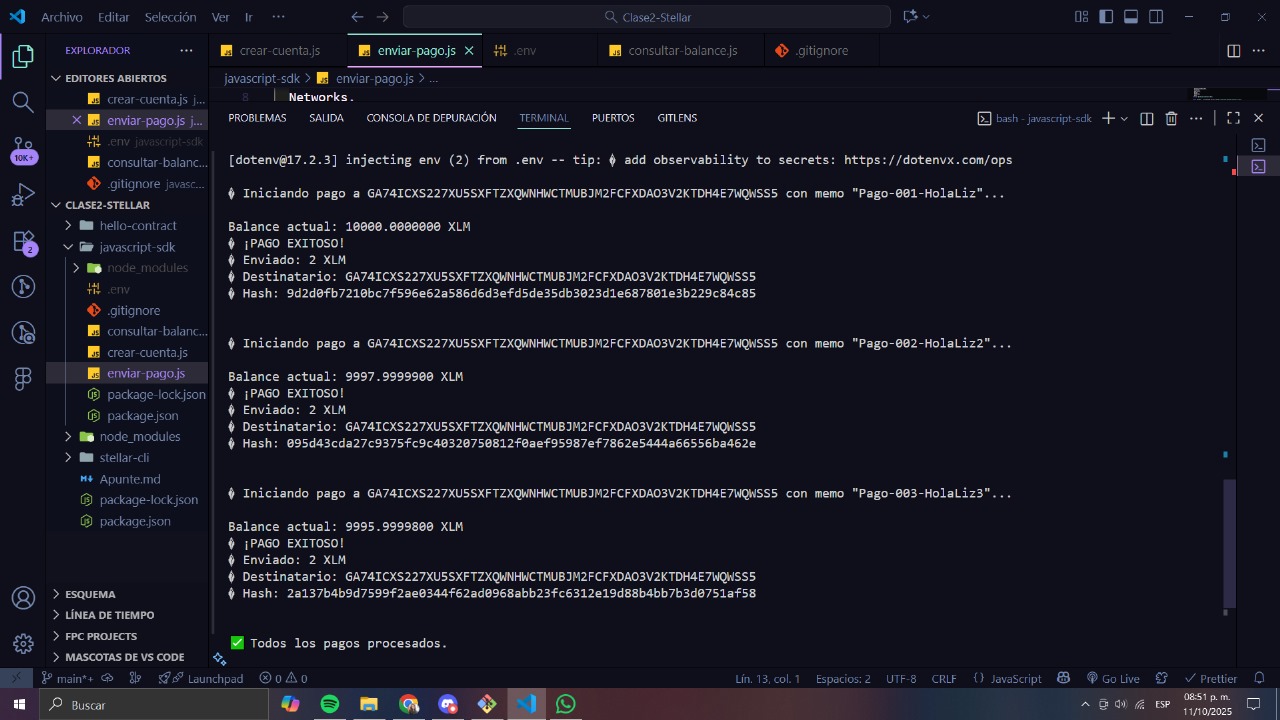 Archivo Editar Selección Ver Ir ··· Clase2-Stellar
EXPLORADOR ···
crear-cuenta.js enviar-pago.js .env consultar-balance.js .gitignore
EDITORES ABIERTOS
crear-cuenta.js j...
enviar-pago.js j...
.env javascript-sdk
consultar-balanc...
.gitignore javasc...
CLASE2-STELLAR
hello-contract
javascript-sdk
node_modules
.env
.gitignore
consultar-balanc...
crear-cuenta.js
enviar-pago.js
package-lock.json
package.json
node_modules
stellar-cli
Apunte.md
package-lock.json
package.json
ESQUEMA
LÍNEA DE TIEMPO
FPC PROJECTS
MASCOTAS DE VS CODE
10K+
2
javascript-sdk > enviar-pago.js > ...
8 Networks.
PROBLEMAS SALIDA CONSOLA DE DEPURACIÓN TERMINAL PUERTOS GITLENS bash - javascript-sdk
[dotenv@17.2.3] injecting env (2) from .env -- tip: � add observability to secrets: https://dotenvx.com/ops
� Iniciando pago a GA74ICXS227XU5SXFTZXQWNHWCTMUBJM2FCFXDAO3V2KTDH4E7WQWSS5 con memo "Pago-001-HolaLiz"...
Balance actual: 10000.0000000 XLM
� ¡PAGO EXITOSO!
� Enviado: 2 XLM
� Destinatario: GA74ICXS227XU5SXFTZXQWNHWCTMUBJM2FCFXDAO3V2KTDH4E7WQWSS5
� Hash: 9d2d0fb7210bc7f596e62a586d6d3efd5de35db3023d1e687801e3b229c84c85
� Iniciando pago a GA74ICXS227XU5SXFTZXQWNHWCTMUBJM2FCFXDAO3V2KTDH4E7WQWSS5 con memo "Pago-002-HolaLiz2"...
Balance actual: 9997.9999900 XLM
� ¡PAGO EXITOSO!
� Enviado: 2 XLM
� Destinatario: GA74ICXS227XU5SXFTZXQWNHWCTMUBJM2FCFXDAO3V2KTDH4E7WQWSS5
� Hash: 095d43cda27c9375fc9c40320750812f0aef95987ef7862e5444a66556ba462e
� Iniciando pago a GA74ICXS227XU5SXFTZXQWNHWCTMUBJM2FCFXDAO3V2KTDH4E7WQWSS5 con memo "Pago-003-HolaLiz3"...
Balance actual: 9995.9999800 XLM
� ¡PAGO EXITOSO!
� Enviado: 2 XLM
� Destinatario: GA74ICXS227XU5SXFTZXQWNHWCTMUBJM2FCFXDAO3V2KTDH4E7WQWSS5
� Hash: 2a137b4b9d7599f2ae0344f62ad0968abb23fc6312e19d88b4bb7b3d0751af58
✅ Todos los pagos procesados.
main*+ Launchpad 0 0 Lín. 13, col. 1 Espacios: 2 UTF-8 CRLF {} JavaScript Go Live Prettier
Buscar ESP 08:51 p. m.
11/10/2025